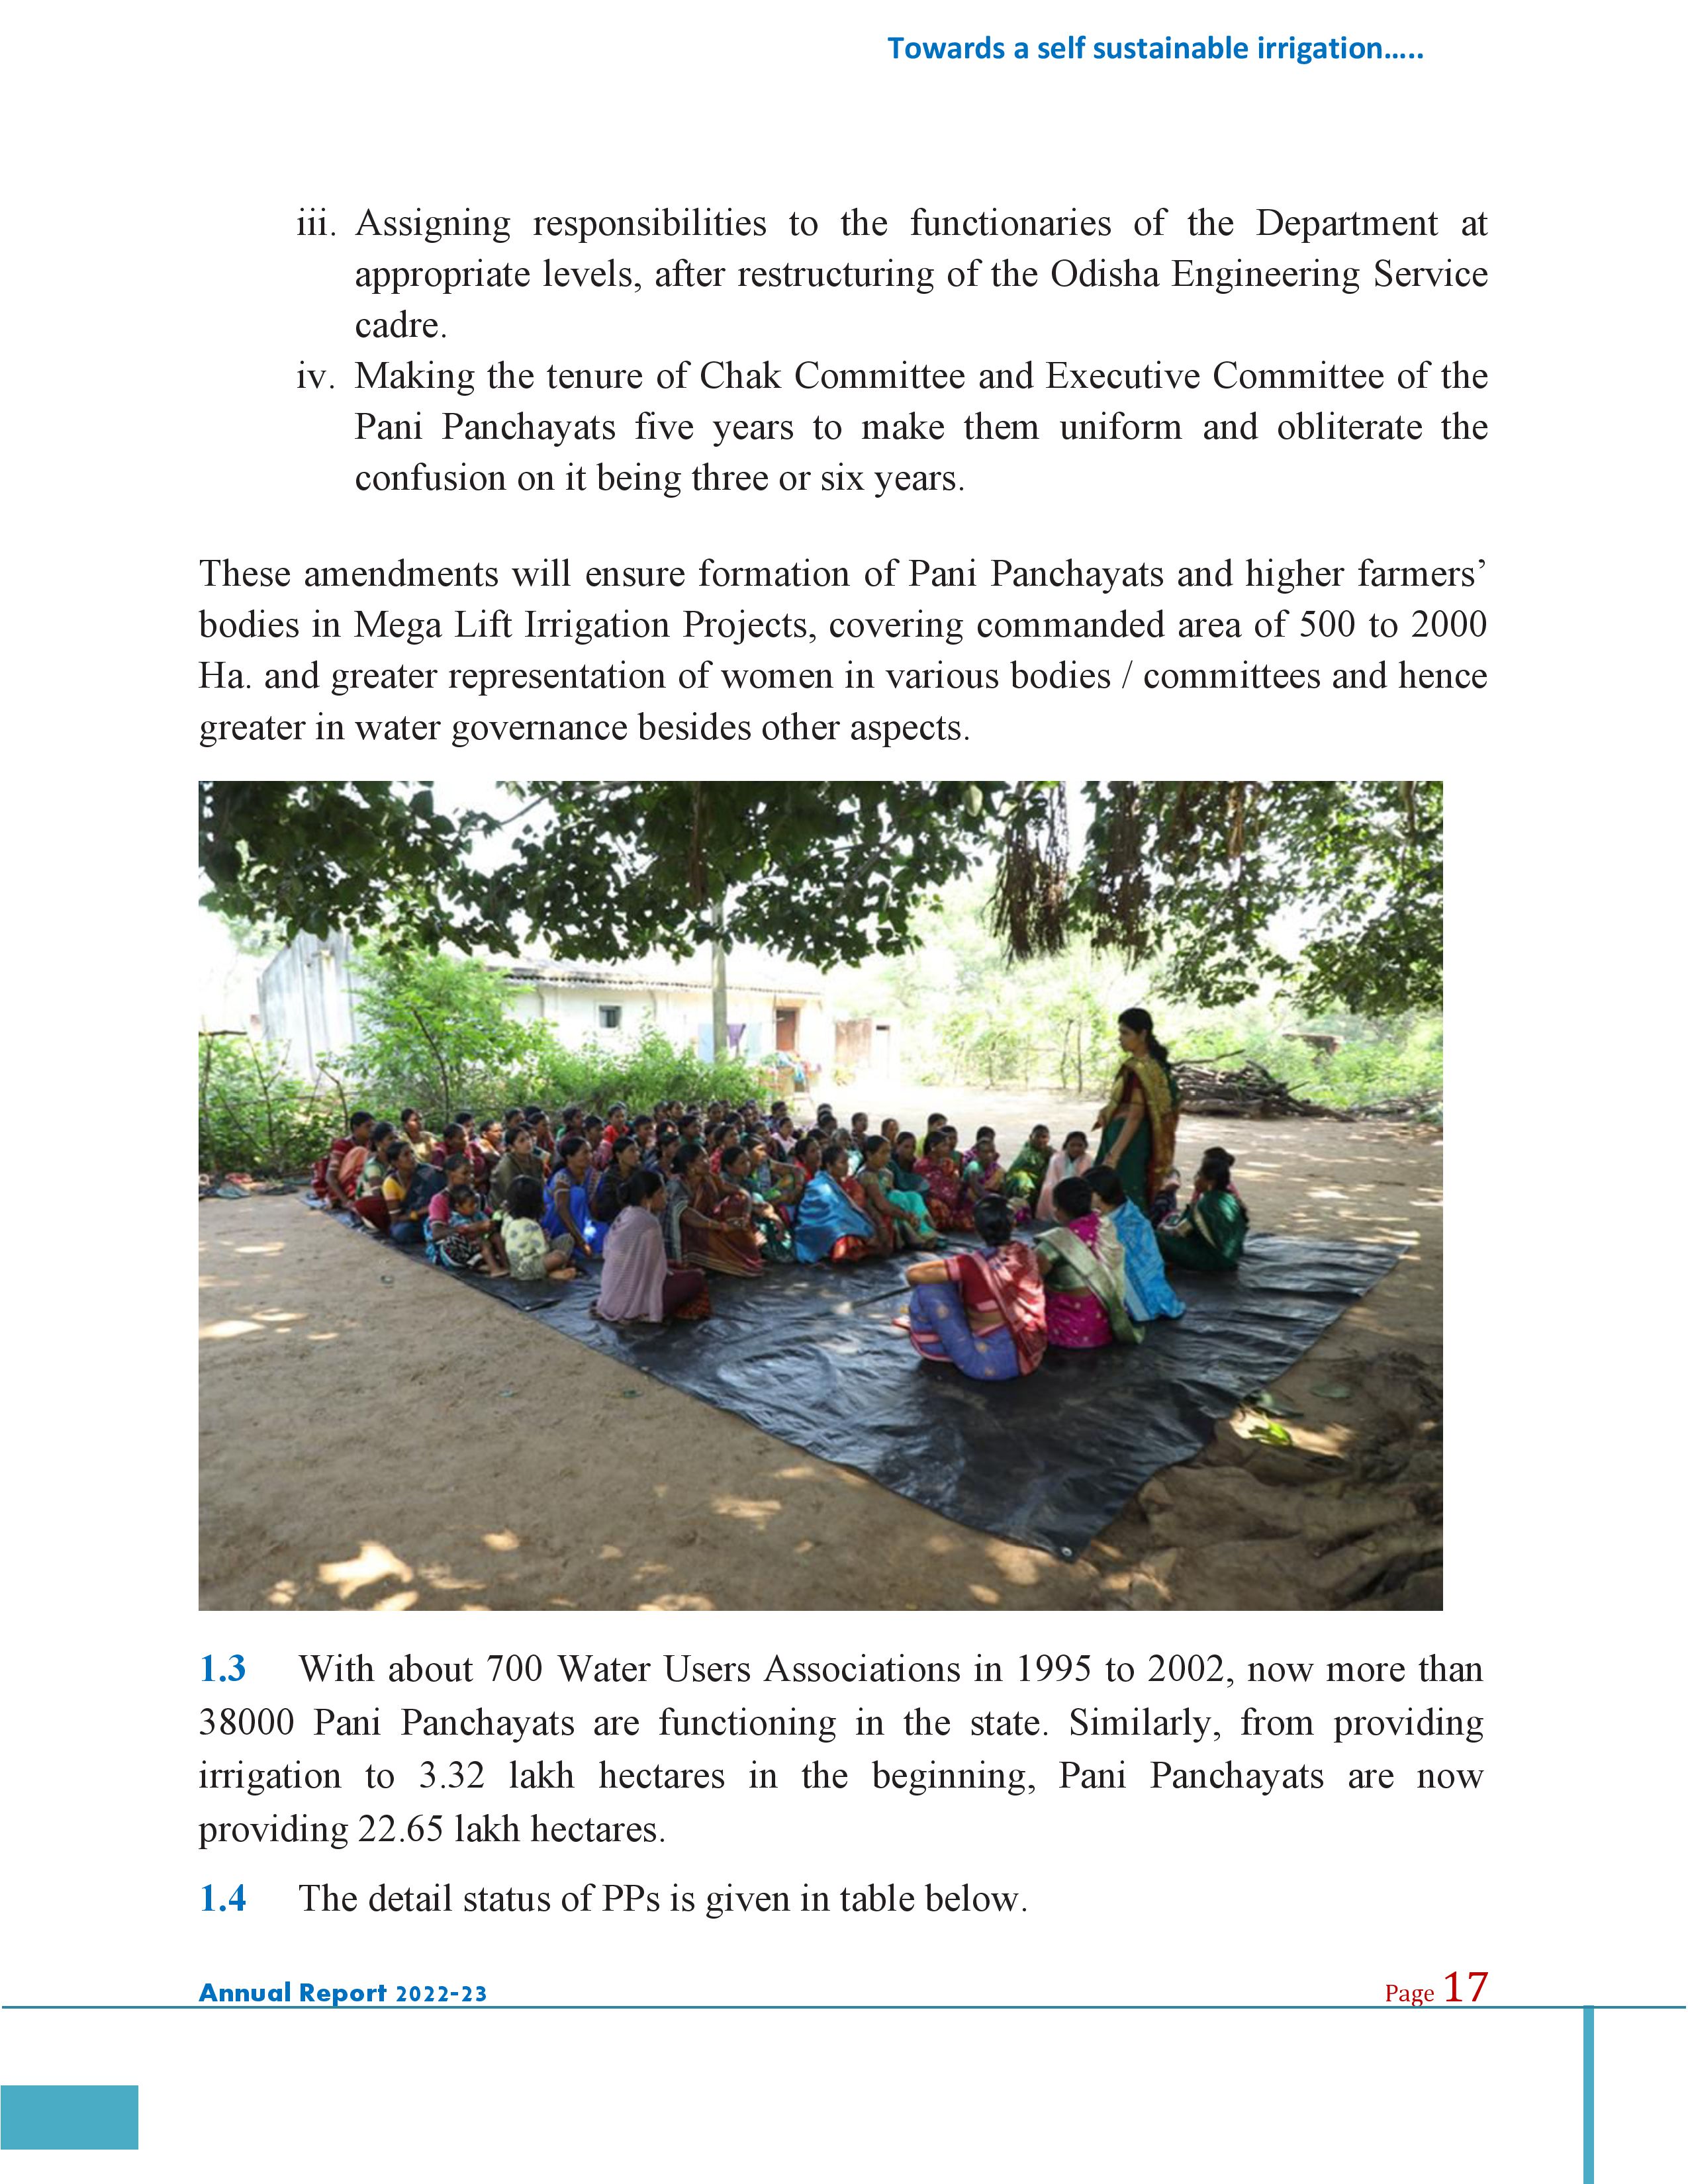 Towards a self sustainable irrigation…..
iii. Assigning responsibilities to the functionaries of the Department at
appropriate levels, after restructuring of the Odisha Engineering Service
cadre.
iv. Making the tenure of Chak Committee and Executive Committee of the
Pani Panchayats five years to make them uniform and obliterate the
confusion on it being three or six years.
These amendments will ensure formation of Pani Panchayats and higher farmers’
bodies in Mega Lift Irrigation Projects, covering commanded area of 500 to 2000
Ha. and greater representation of women in various bodies / committees and hence
greater in water governance besides other aspects.
1.3 With about 700 Water Users Associations in 1995 to 2002, now more than
38000 Pani Panchayats are functioning in the state. Similarly, from providing
irrigation to 3.32 lakh hectares in the beginning, Pani Panchayats are now
providing 22.65 lakh hectares.
1.4 The detail status of PPs is given in table below.
Annual Report 2022-23 Page 17